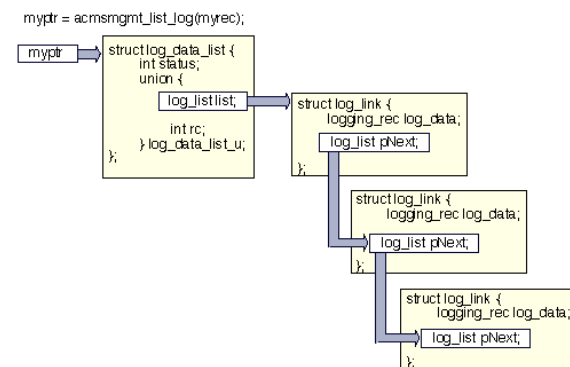 myptr = acmsmgmt_list_log(myrec);
myptr
struct log_data_list {
int status;
union {
log_list list;
int rc;
} log_data_list_u;
};
struct log_link {
logging_rec log_data;
log_list pNext;
};
struct log_link {
logging_rec log_data;
log_list pNext;
};
struct log_link {
logging_rec log_data;
log_list pNext;
};